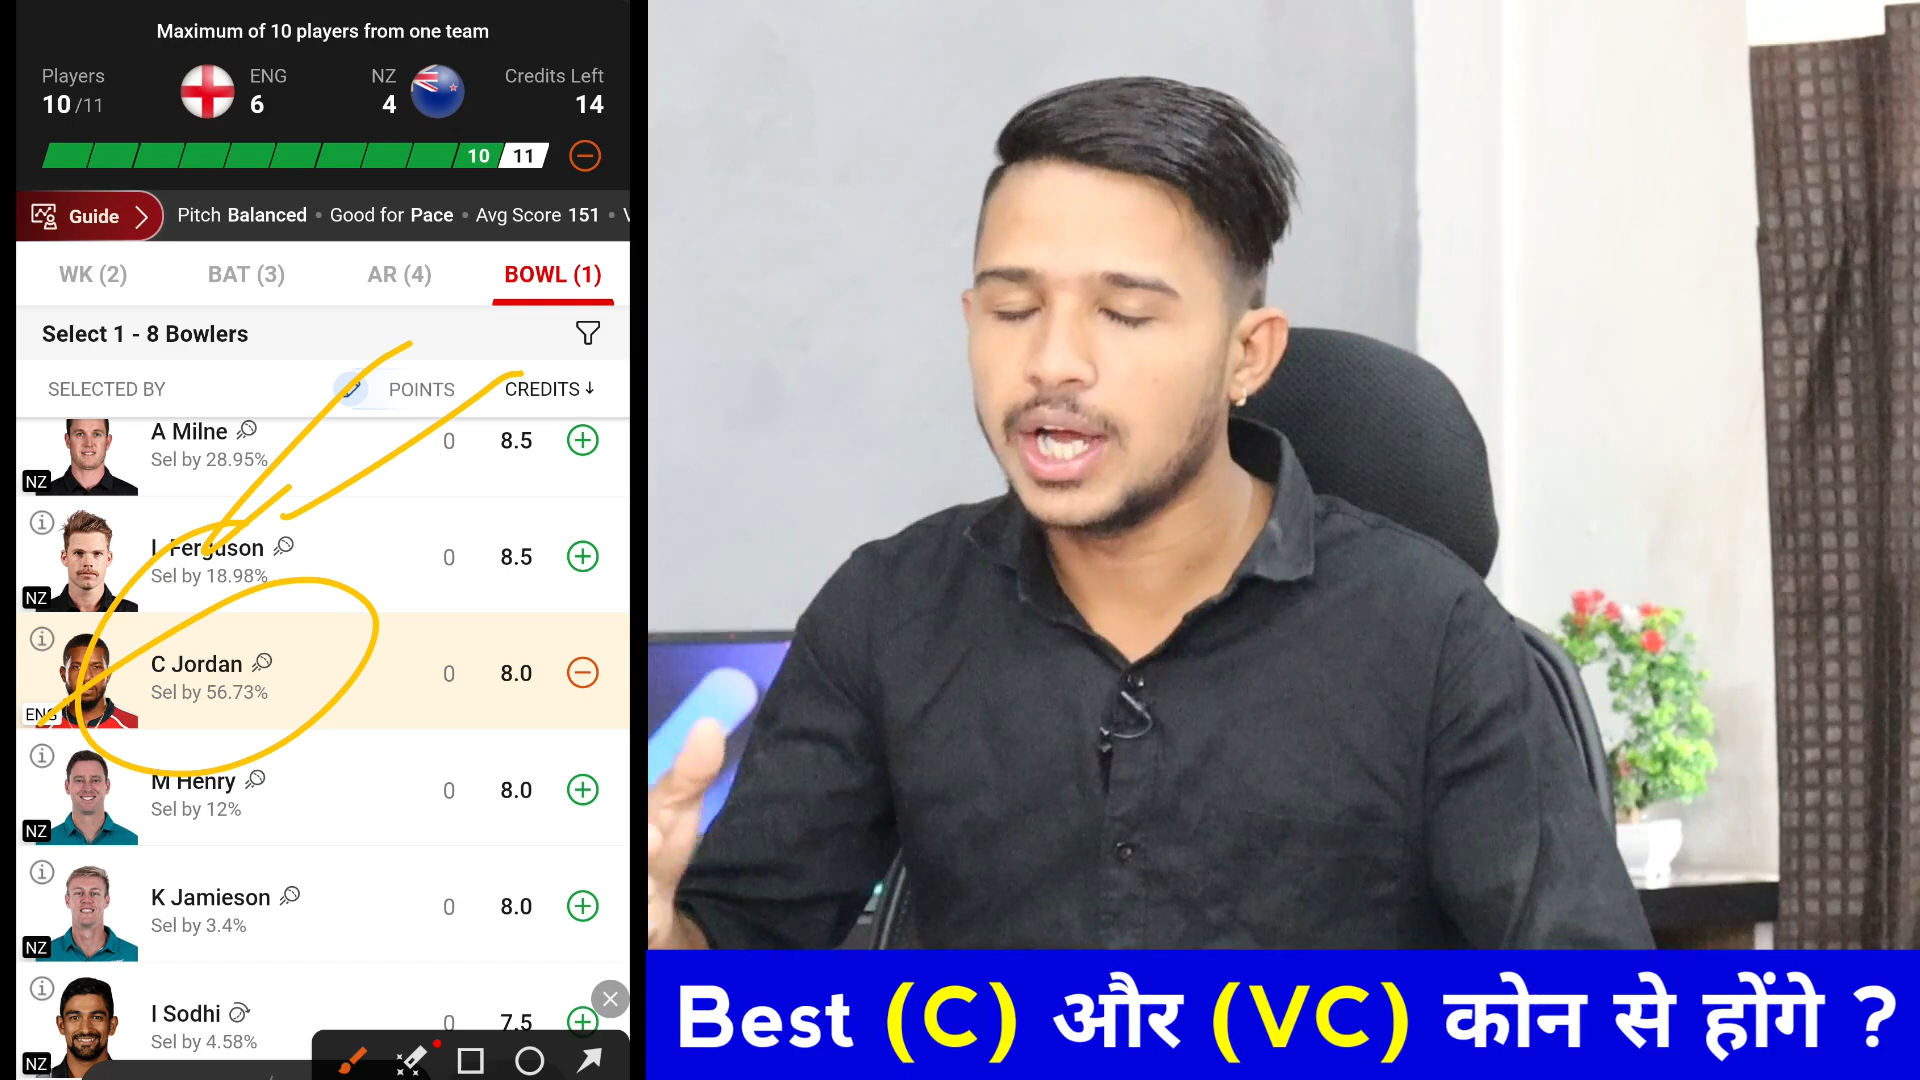 Maximum of 10 players from one team
Players
10/11
ENG
6
NZ
4
Credits Left
14
10
11
Guide
Pitch Balanced • Good for Pace • Avg Score 151 •
WK (2)
BAT (3)
AR (4)
BOWL (1)
Select 1 - 8 Bowlers
SELECTED BY
POINTS
CREDITS↓
A Milne
Sel by 28.95%
NZ
0
8.5
L Ferguson
Sel by 18.98%
NZ
0
8.5
C Jordan
Sel by 56.73%
ENG
0
8.0
M Henry
Sel by 12%
NZ
0
8.0
K Jamieson
Sel by 3.4%
NZ
0
8.0
I Sodhi
Sel by 4.58%
NZ
0
7.5
Best (C) और (VC) कोन से होंगे ?